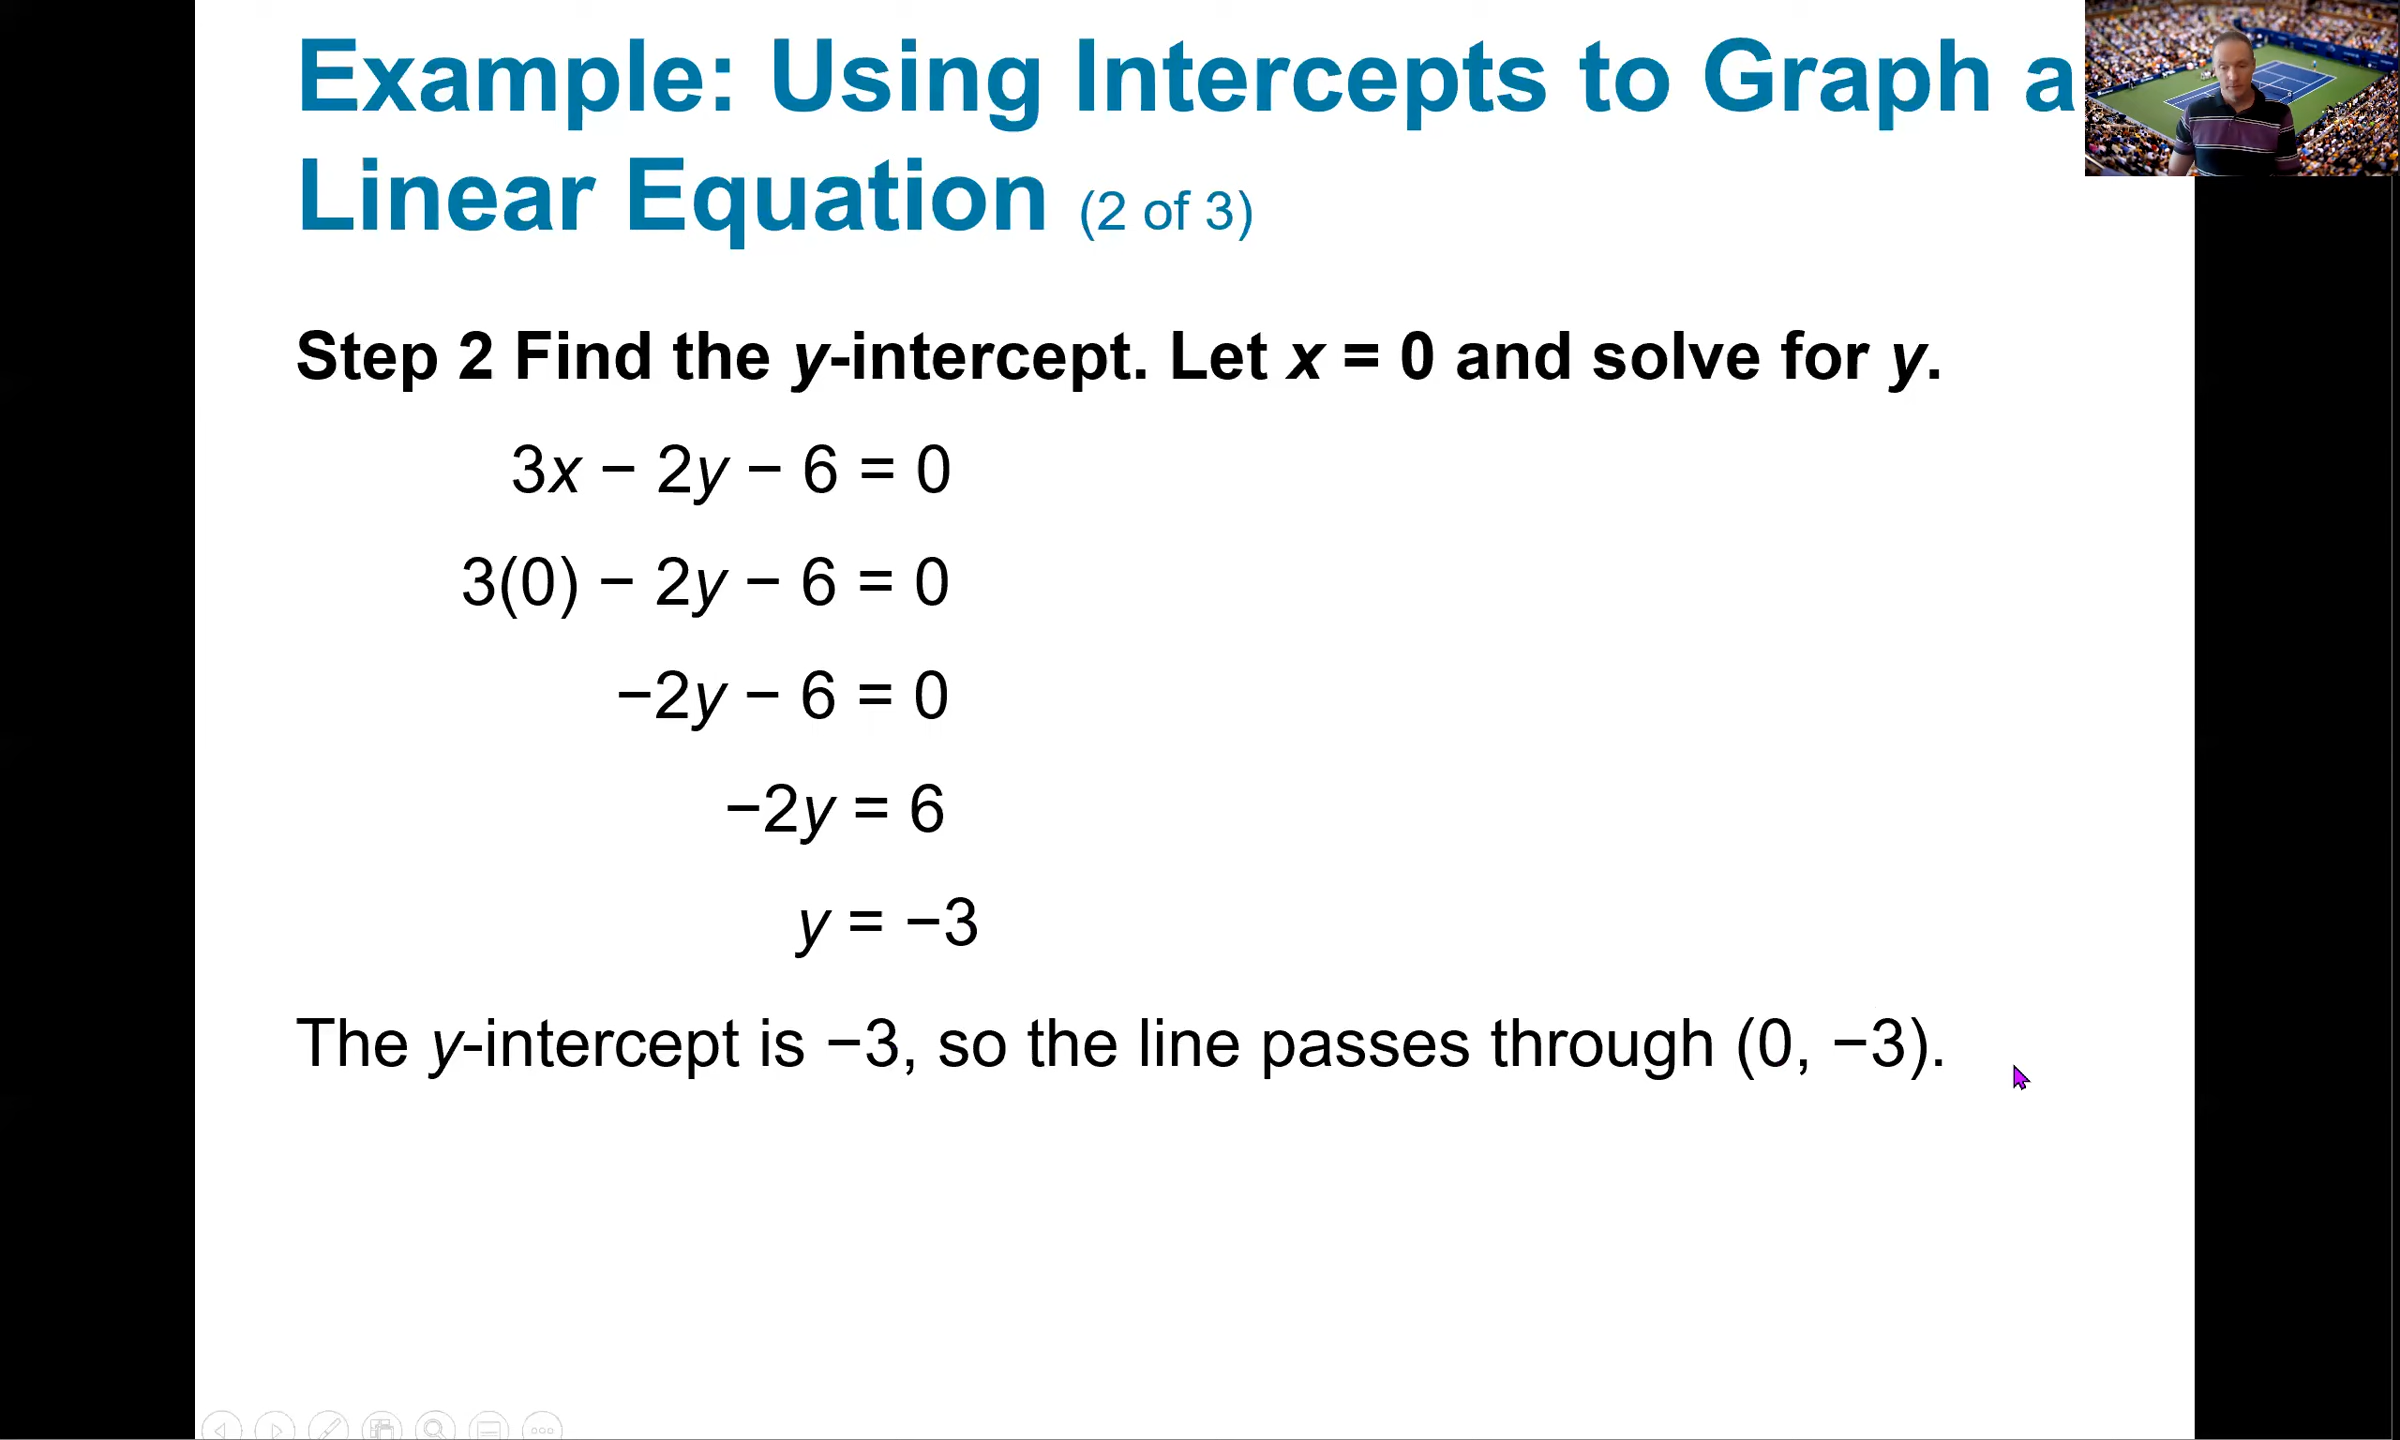 Example: Using Intercepts to Graph a
Linear Equation (2 of 3)
Step 2 Find the y-intercept. Let x = 0 and solve for y.
3x − 2y − 6 = 0
3(0) − 2y − 6 = 0
−2y − 6 = 0
−2y = 6
y = −3
The y-intercept is −3, so the line passes through (0, −3).